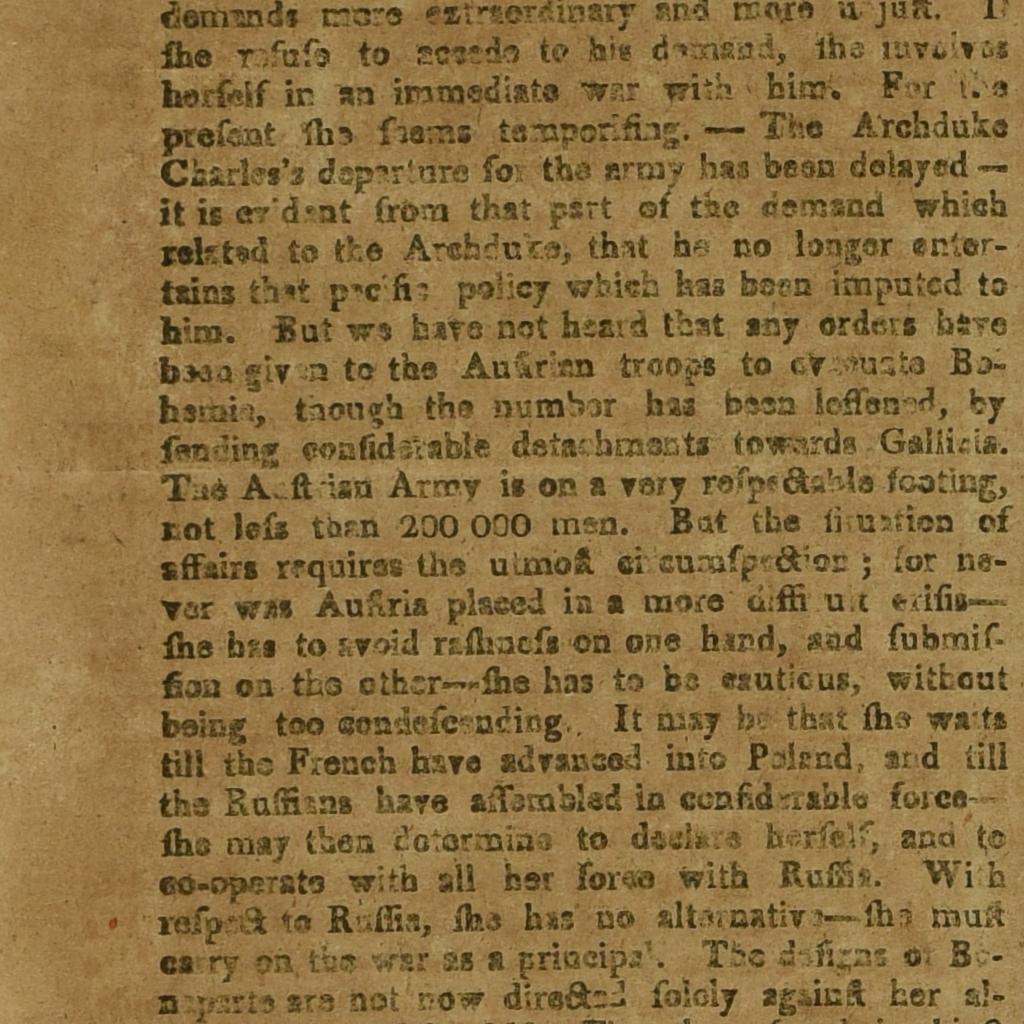 demands more extraordinary and more unjust. If
ſhe refuſe to accede to his demand, ſhe involves
herſelf in an immediate war with him. For the
preſent ſhe ſeems temporiſing. — The Archduke
Charles's departure for the army has been delayed —
it is evident from that part of the demand which
related to the Archduke, that he no longer enter-
tains that pacific policy which has been imputed to
him. But we have not heard that any orders have
been given to the Auſtrian troops to evacuate Bo-
hemia, though the number has been leſſened, by
ſending conſiderable detachments towards Gallicia.
The Auſtrian Army is on a very reſpectable footing,
not leſs than 200,000 men. But the ſituation of
affairs requires the utmoſt circumſpection ; for ne-
ver was Auſtria placed in a more difficult criſis—
ſhe has to avoid raſhneſs on one hand, and ſubmiſ-
ſion on the other—ſhe has to be cautious, without
being too condeſcending. It may be that ſhe waits
till the French have advanced into Poland, and till
the Ruſſians have aſſembled in conſiderable force—
ſhe may then determine to declare herſelf, and to
co-operate with all her force with Ruſſia. With
reſpect to Ruſſia, ſhe has no alternative—ſhe muſt
carry on the war as a principal. The deſigns of Bo-
naparte are not now directed ſolely againſt her al-